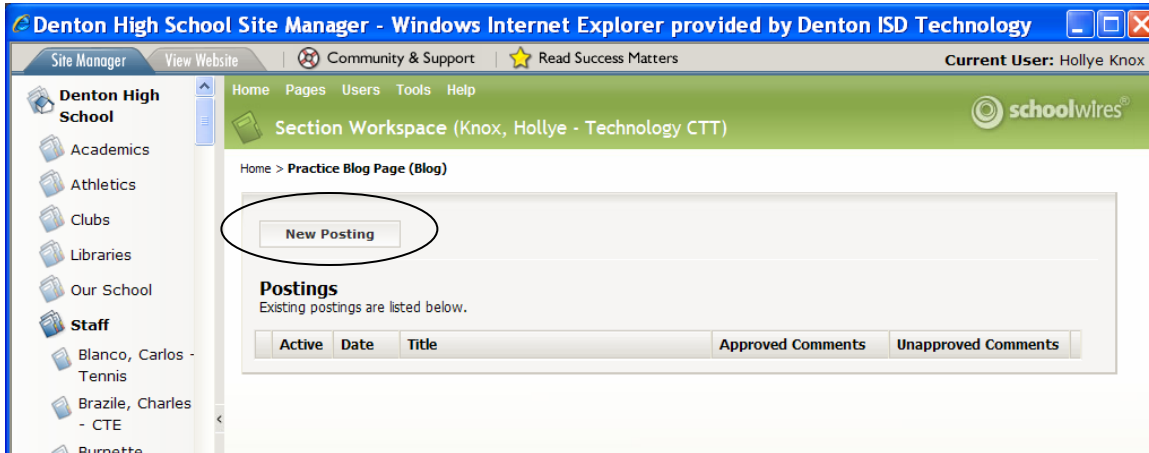 Denton High School Site Manager - Windows Internet Explorer provided by Denton ISD Technology
Site Manager View Website Community & Support Read Success Matters Current User: Hollye Knox
Home Pages Users Tools Help
schoolwires®
Section Workspace (Knox, Hollye - Technology CTT)
Home > Practice Blog Page (Blog)
New Posting
Postings
Existing postings are listed below.
Active Date Title Approved Comments Unapproved Comments
Denton High
School
Academics
Athletics
Clubs
Libraries
Our School
Staff
Blanco, Carlos -
Tennis
Brazile, Charles
- CTE
Burnette